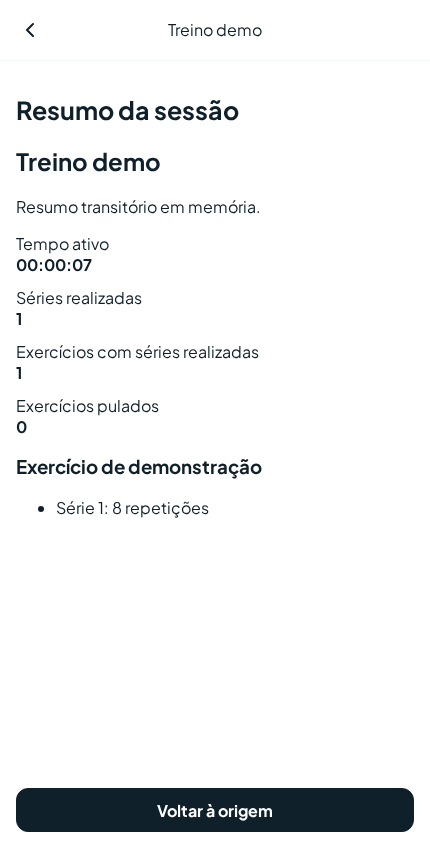 Treino demo
Resumo da sessão
Treino demo
Resumo transitório em memória.
Tempo ativo
00:00:07
Séries realizadas
1
Exercícios com séries realizadas
1
Exercícios pulados
0
Exercício de demonstração
Série 1: 8 repetições
Voltar à origem